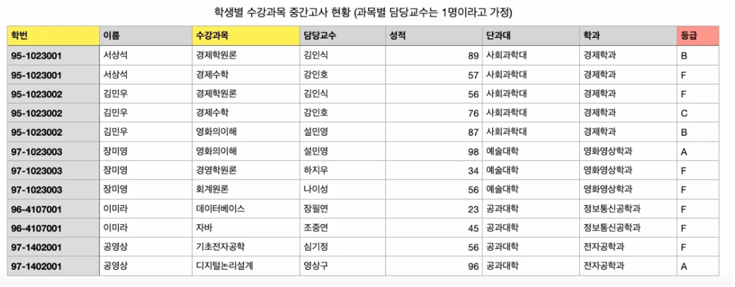 학생별 수강과목 중간고사 현황 (과목별 담당교수는 1명이라고 가정)
학번 이름 수강과목 담당교수 성적 단과대 학과 등급
95-1023001 서상석 경제학원론 김인식 89 사회과학대 경제학과 B
95-1023001 서상석 경제수학 강인호 57 사회과학대 경제학과 F
95-1023002 김민우 경제학원론 김인식 56 사회과학대 경제학과 F
95-1023002 김민우 경제수학 강인호 76 사회과학대 경제학과 C
95-1023002 김민우 영화의이해 설민영 87 사회과학대 경제학과 B
97-1023003 장미영 영화의이해 설민영 98 예술대학 영화영상학과 A
97-1023003 장미영 경영학원론 하지우 34 예술대학 영화영상학과 F
97-1023003 장미영 회계원론 나이성 56 예술대학 영화영상학과 F
96-4107001 이미라 데이터베이스 장필연 23 공과대학 정보통신공학과 F
96-4107001 이미라 자바 조중연 45 공과대학 정보통신공학과 F
97-1402001 공영상 기초전자공학 심기정 56 공과대학 전자공학과 F
97-1402001 공영상 디지털논리설계 영상구 96 공과대학 전자공학과 A